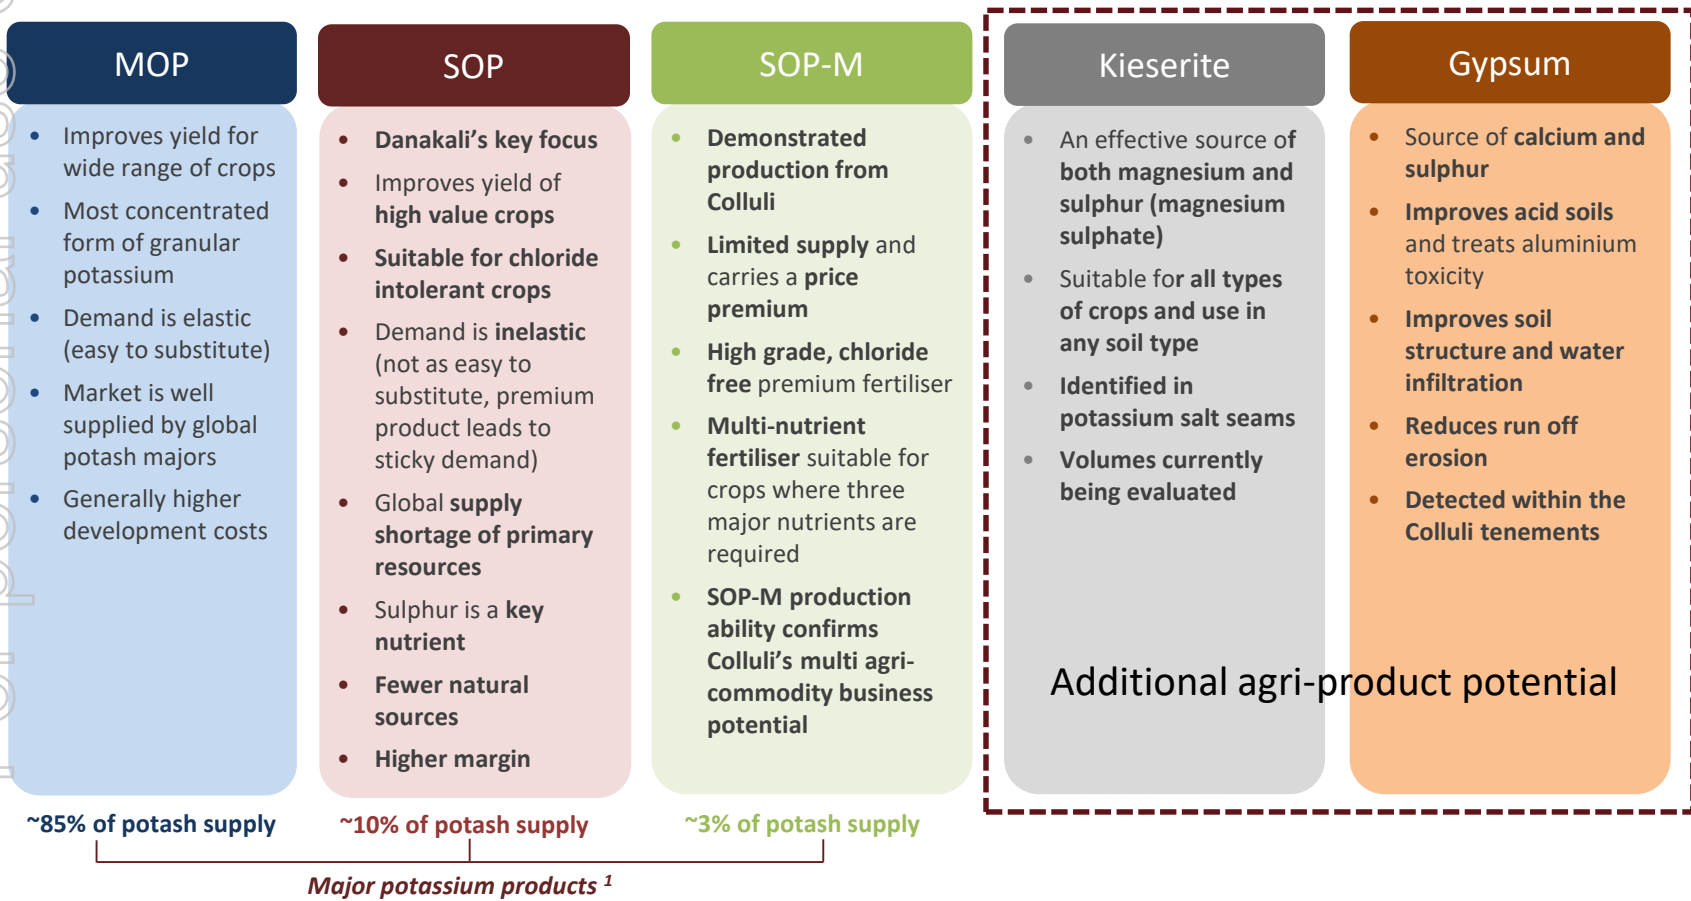 MOP
Improves yield for
wide range of crops
Most concentrated
form of granular
potassium
Demand is elastic
(easy to substitute)
Market is well
supplied by global
potash majors
Generally higher
development costs
~85% of potash supply
SOP
Danakali's key focus
Improves yield of
high value crops
Suitable for chloride
intolerant crops
Demand is inelastic
(not as easy to
substitute, premium
product leads to
sticky demand)
Global supply
shortage of primary
resources
Sulphur is a key
nutrient
Fewer natural
sources
Higher margin
~10% of potash supply
SOP-M
Demonstrated
production from
Colluli
Limited supply and
carries a price
premium
High grade, chloride
free premium fertiliser
Multi-nutrient
fertiliser suitable for
crops where three
major nutrients are
required
SOP-M production
ability confirms
Colluli's multi agri-
commodity business
potential
~3% of potash supply
Major potassium products 1
Kieserite
An effective source of
both magnesium and
sulphur (magnesium
sulphate)
Suitable for all types
of crops and use in
any soil type
Identified in
potassium salt seams
Volumes currently
being evaluated
Gypsum
Source of calcium and
sulphur
Improves acid soils
and treats aluminium
toxicity
Improves soil
structure and water
infiltration
Reduces run off
erosion
Detected within the
Colluli tenements
Additional agri-product potential